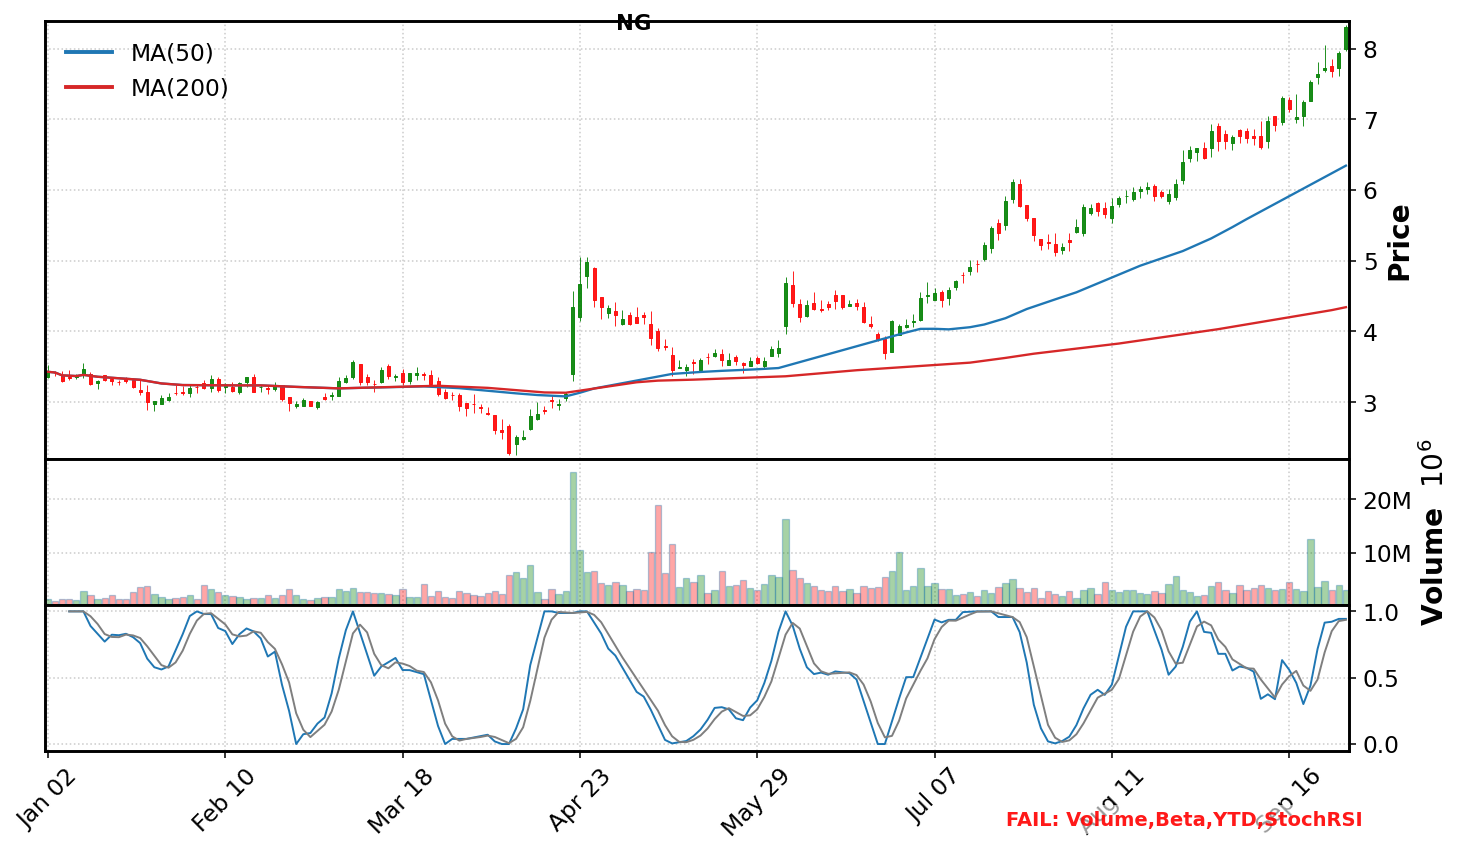 NG
MA(50)
MA(200)
8
7
6
5
4
3
Price
20M
10M
Volume 10⁶
1.0
0.5
0.0
Jan 02
Feb 10
Mar 18
Apr 23
May 29
Jul 07
Aug 11
Sep 16
FAIL: Volume,Beta,YTD,StochRSI